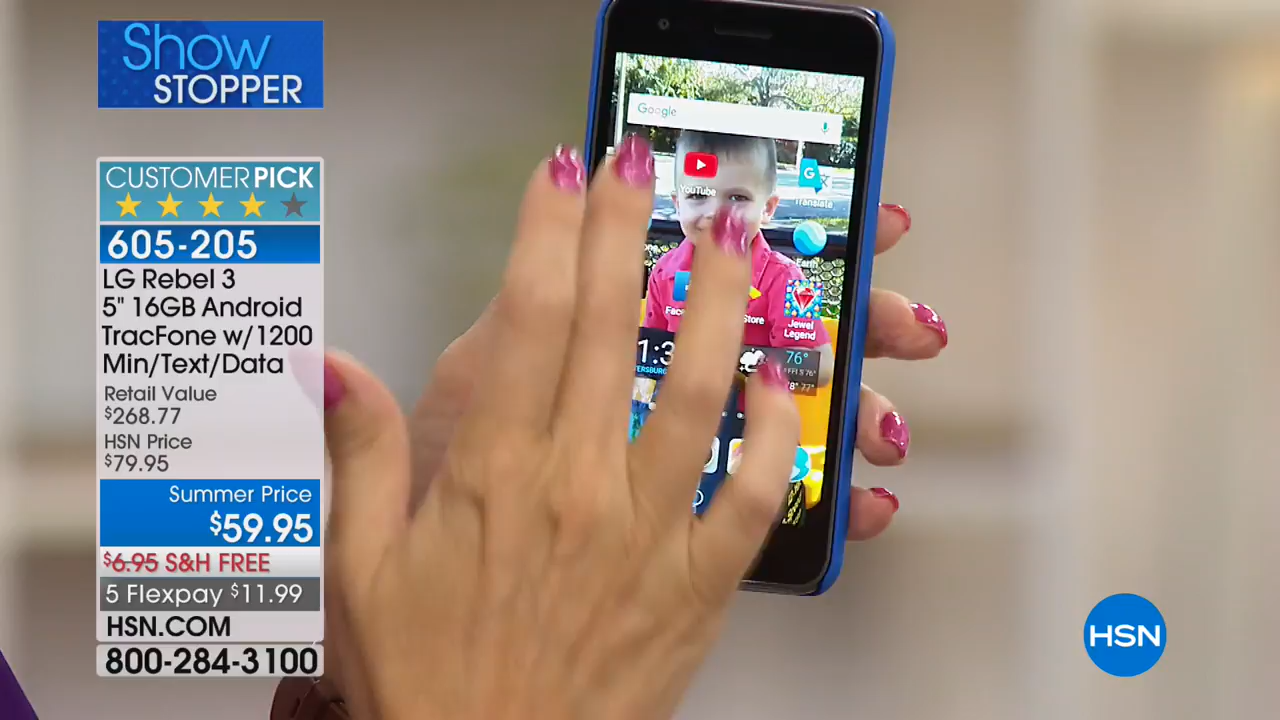 Show
STOPPER
CUSTOMER PICK
605-205
LG Rebel 3
5" 16GB Android
TracFone w/1200
Min/Text/Data
Retail Value
$268.77
HSN Price
$79.95
Summer Price
$59.95
$6.95 S&H FREE
5 Flexpay $11.99
HSN.COM
800-284-3100
Google
YouTube
Translate
Earth
Store
Jewel
Legend
76°
HSN